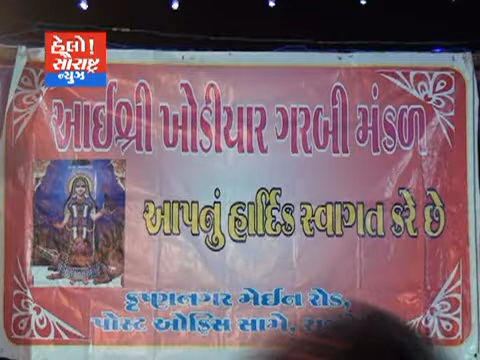 હેલો!
સૌરાષ્ટ્ર
ન્યુઝ
આઈશ્રી ખોડીયાર ગરબી મંડળ
આપનું હાર્દિક સ્વાગત કરે છે
કૃષ્ણનગર મેઈન રોડ,
પોસ્ટ ઓફિસ સામે,